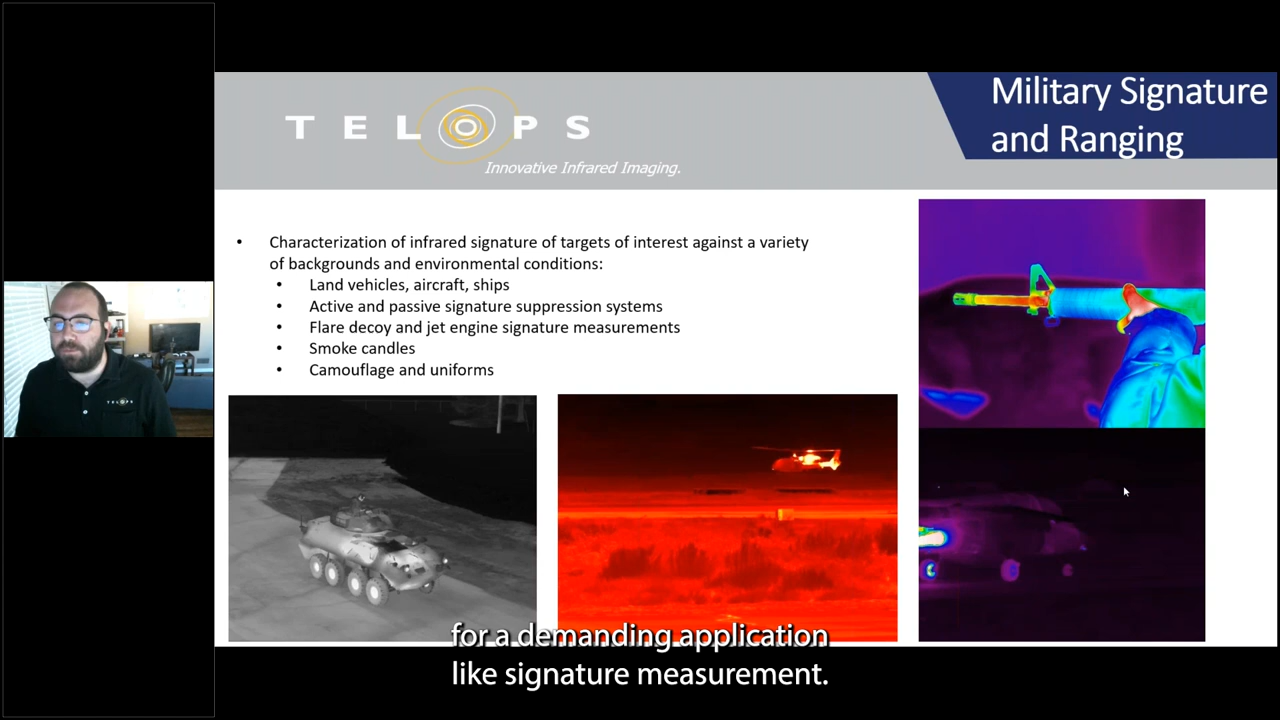 TELOPS
Innovative Infrared Imaging.
Military Signature
and Ranging
• Characterization of infrared signature of targets of interest against a variety
of backgrounds and environmental conditions:
• Land vehicles, aircraft, ships
• Active and passive signature suppression systems
• Flare decoy and jet engine signature measurements
• Smoke candles
• Camouflage and uniforms
TELOPS
for a demanding application
like signature measurement.